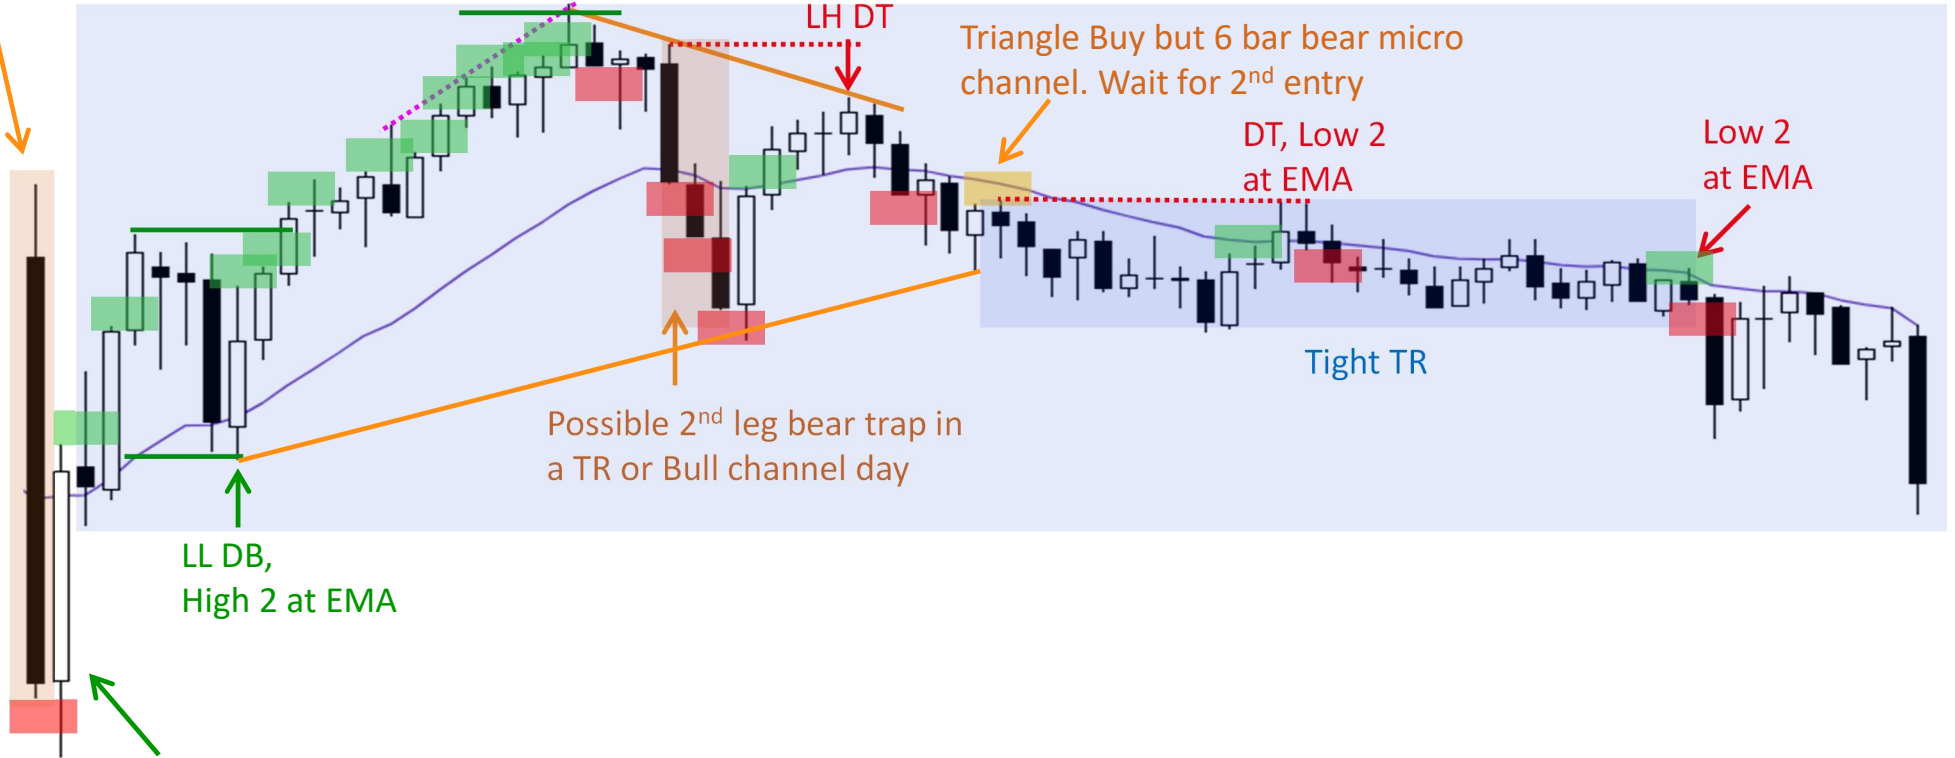 LH DT
Triangle Buy but 6 bar bear micro
channel. Wait for 2nd entry
DT, Low 2
at EMA
Low 2
at EMA
Tight TR
Possible 2nd leg bear trap in
a TR or Bull channel day
LL DB,
High 2 at EMA